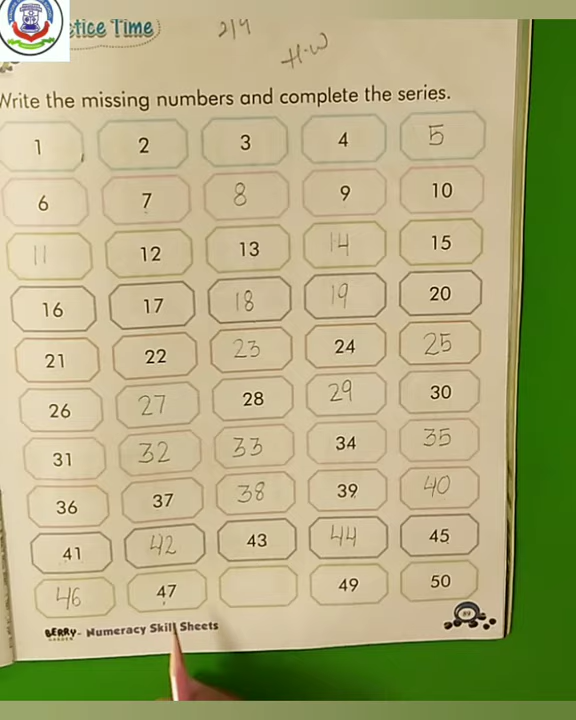 ctice Time
2/9
H.W
Write the missing numbers and complete the series.
1 2 3 4 5
6 7 8 9 10
11 12 13 14 15
16 17 18 19 20
21 22 23 24 25
26 27 28 29 30
31 32 33 34 35
36 37 38 39 40
41 42 43 44 45
46 47 49 50
BERRY GARDEN - Numeracy Skill Sheets
89